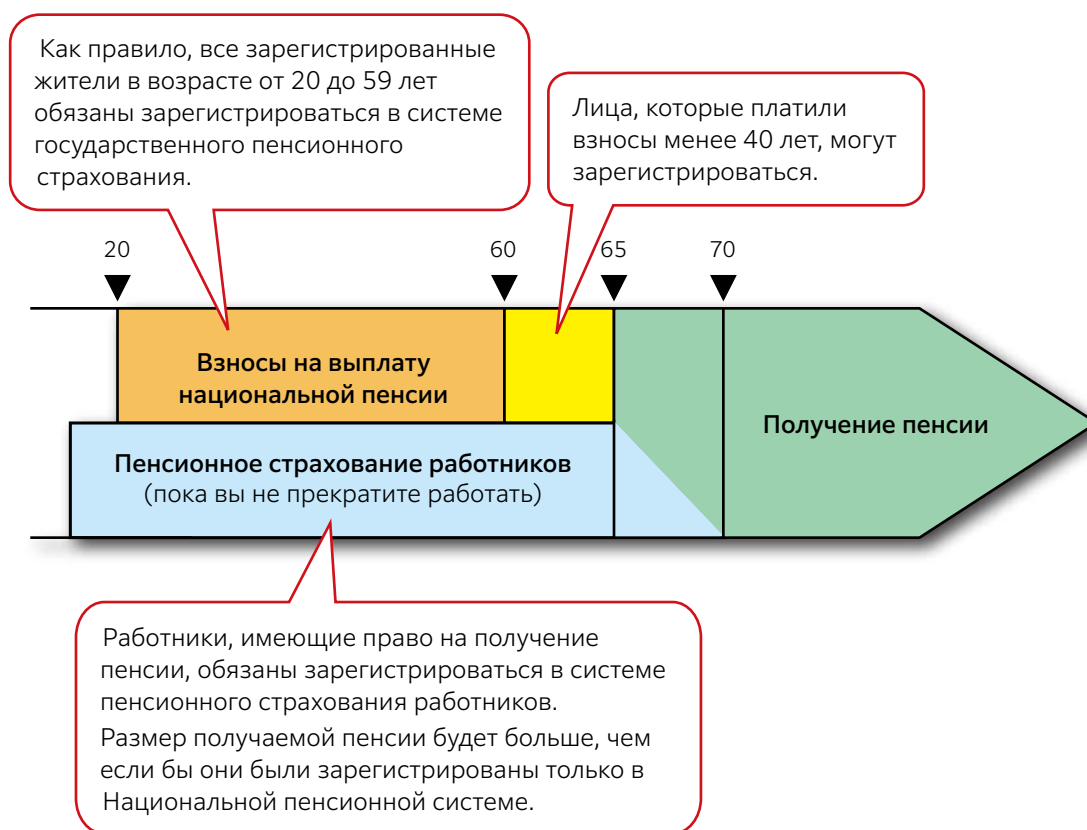 Как правило, все зарегистрированные
жители в возрасте от 20 до 59 лет
обязаны зарегистрироваться в системе
государственного пенсионного
страхования.
Лица, которые платили
взносы менее 40 лет, могут
зарегистрироваться.
20
60
65
70
Взносы на выплату
национальной пенсии
Получение пенсии
Пенсионное страхование работников
(пока вы не прекратите работать)
Работники, имеющие право на получение
пенсии, обязаны зарегистрироваться в системе
пенсионного страхования работников.
Размер получаемой пенсии будет больше, чем
если бы они были зарегистрированы только в
Национальной пенсионной системе.